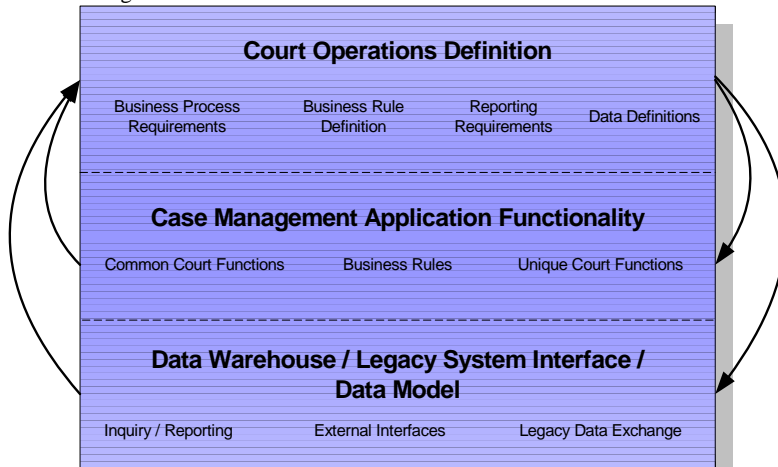 Court Operations Definition
Business Process
Requirements
Business Rule
Definition
Reporting
Requirements
Data Definitions
Case Management Application Functionality
Common Court Functions
Business Rules
Unique Court Functions
Data Warehouse / Legacy System Interface /
Data Model
Inquiry / Reporting
External Interfaces
Legacy Data Exchange